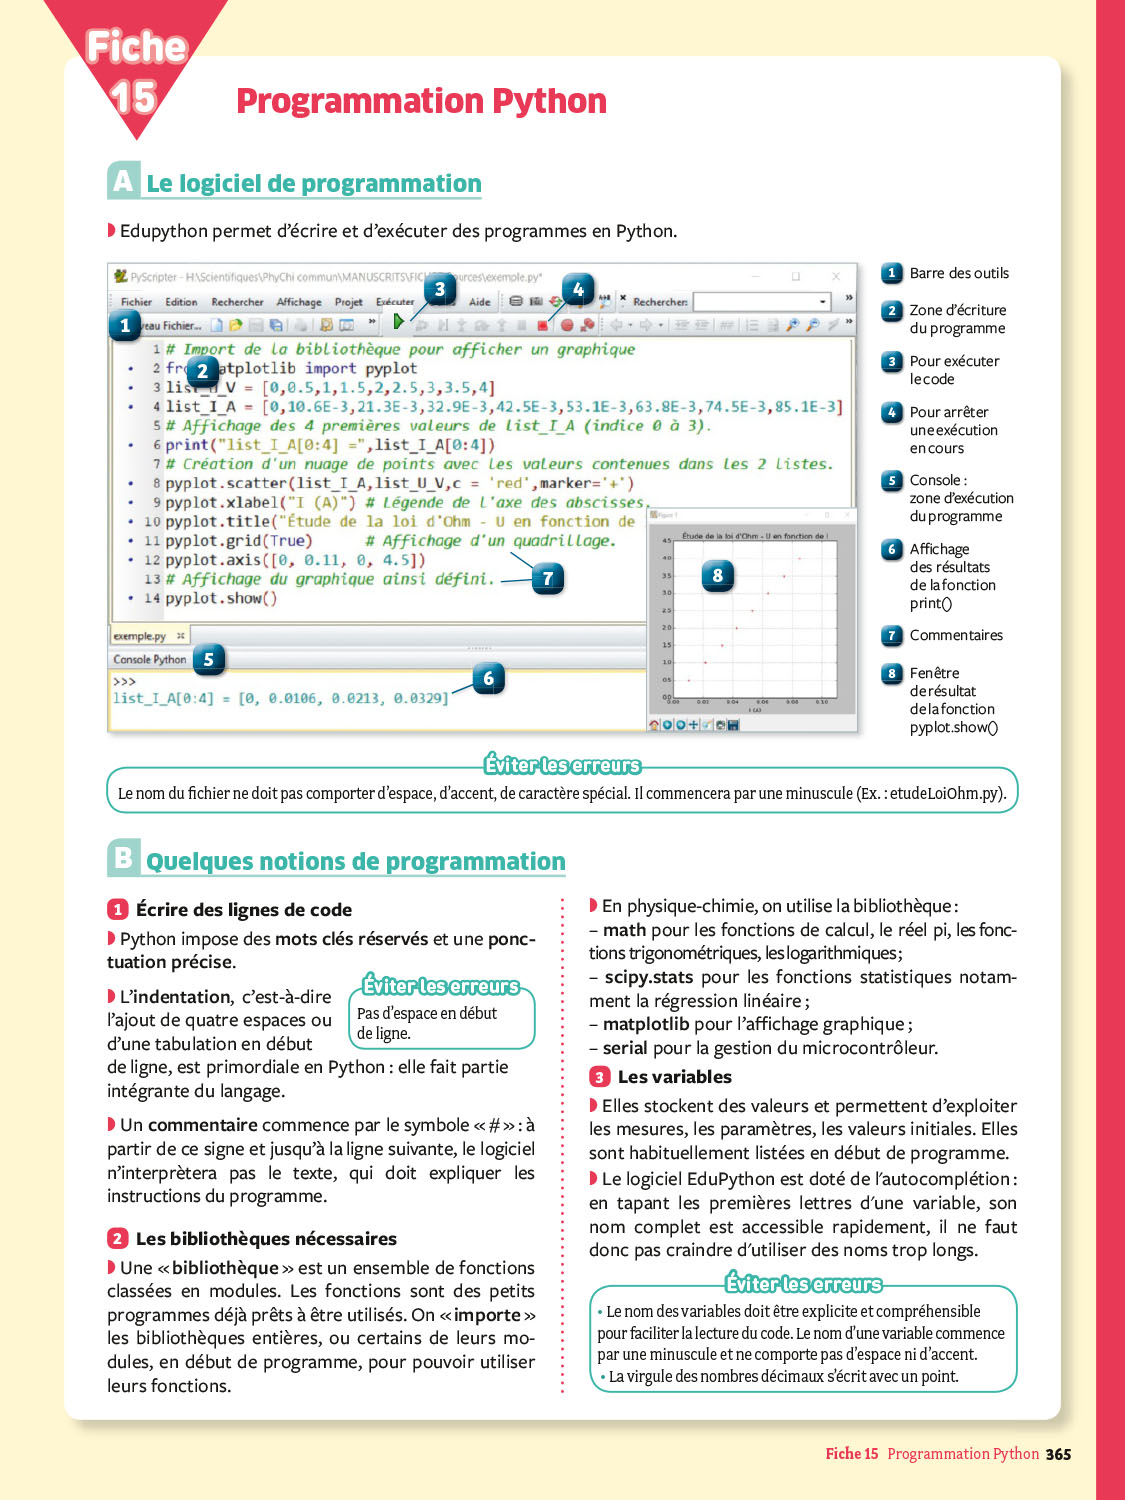 Fiche
15
Programmation Python
A Le logiciel de programmation
Edupython permet d'écrire et d'exécuter des programmes en Python.
PyScripter - H:\Scientifiques\PhyChi commun\MANUSCRITS\FICH ources\exemple.py*
Fichier Edition Rechercher Affichage Projet Exécuter Aide Rechercher:
3
4
1
eau Fichier...
1 # Import de la bibliothèque pour afficher un graphique
2 fr atplotlib import pyplot
2
3 list_U_V = [0,0.5,1,1.5,2,2.5,3,3.5,4]
4 list_I_A = [0,10.6E-3,21.3E-3,32.9E-3,42.5E-3,53.1E-3,63.8E-3,74.5E-3,85.1E-3]
5 # Affichage des 4 premières valeurs de list_I_A (indice 0 à 3).
6 print("list_I_A[0:4] =",list_I_A[0:4])
7 # Création d'un nuage de points avec les valeurs contenues dans les 2 listes.
8 pyplot.scatter(list_I_A,list_U_V,c = 'red',marker='+')
9 pyplot.xlabel("I (A)") # Légende de l'axe des abscisses.
10 pyplot.title("Étude de la loi d'Ohm - U en fonction de
11 pyplot.grid(True) # Affichage d'un quadrillage.
12 pyplot.axis([0, 0.11, 0, 4.5])
13 # Affichage du graphique ainsi défini.
7
14 pyplot.show()
exemple.py
Console Python
5
>>>
list_I_A[0:4] = [0, 0.0106, 0.0213, 0.0329]
6
Figure 1
Étude de la loi d'Ohm - U en fonction de I
8
4.5
4.0
3.5
3.0
2.5
2.0
1.5
1.0
0.5
0.0
0.00 0.02 0.04 0.06 0.08 0.10
I (A)
1 Barre des outils
2 Zone d'écriture
du programme
3 Pour exécuter
le code
4 Pour arrêter
une exécution
en cours
5 Console :
zone d'exécution
du programme
6 Affichage
des résultats
de la fonction
print()
7 Commentaires
8 Fenêtre
de résultat
de la fonction
pyplot.show()
Éviter les erreurs
Le nom du fichier ne doit pas comporter d'espace, d'accent, de caractère spécial. Il commencera par une minuscule (Ex. : etudeLoiOhm.py).
B Quelques notions de programmation
1 Écrire des lignes de code
Python impose des mots clés réservés et une ponc-
tuation précise.
L'indentation, c'est-à-dire
l'ajout de quatre espaces ou
d'une tabulation en début
de ligne, est primordiale en Python : elle fait partie
intégrante du langage.
Éviter les erreurs
Pas d'espace en début
de ligne.
Un commentaire commence par le symbole « # » : à
partir de ce signe et jusqu'à la ligne suivante, le logiciel
n'interprètera pas le texte, qui doit expliquer les
instructions du programme.
2 Les bibliothèques nécessaires
Une « bibliothèque » est un ensemble de fonctions
classées en modules. Les fonctions sont des petits
programmes déjà prêts à être utilisés. On « importe »
les bibliothèques entières, ou certains de leurs mo-
dules, en début de programme, pour pouvoir utiliser
leurs fonctions.
En physique-chimie, on utilise la bibliothèque :
– math pour les fonctions de calcul, le réel pi, les fonc-
tions trigonométriques, les logarithmiques ;
– scipy.stats pour les fonctions statistiques notam-
ment la régression linéaire ;
– matplotlib pour l'affichage graphique ;
– serial pour la gestion du microcontrôleur.
3 Les variables
Elles stockent des valeurs et permettent d'exploiter
les mesures, les paramètres, les valeurs initiales. Elles
sont habituellement listées en début de programme.
Le logiciel EduPython est doté de l'autocomplétion :
en tapant les premières lettres d'une variable, son
nom complet est accessible rapidement, il ne faut
donc pas craindre d'utiliser des noms trop longs.
Éviter les erreurs
• Le nom des variables doit être explicite et compréhensible
pour faciliter la lecture du code. Le nom d'une variable commence
par une minuscule et ne comporte pas d'espace ni d'accent.
• La virgule des nombres décimaux s'écrit avec un point.
Fiche 15 Programmation Python 365